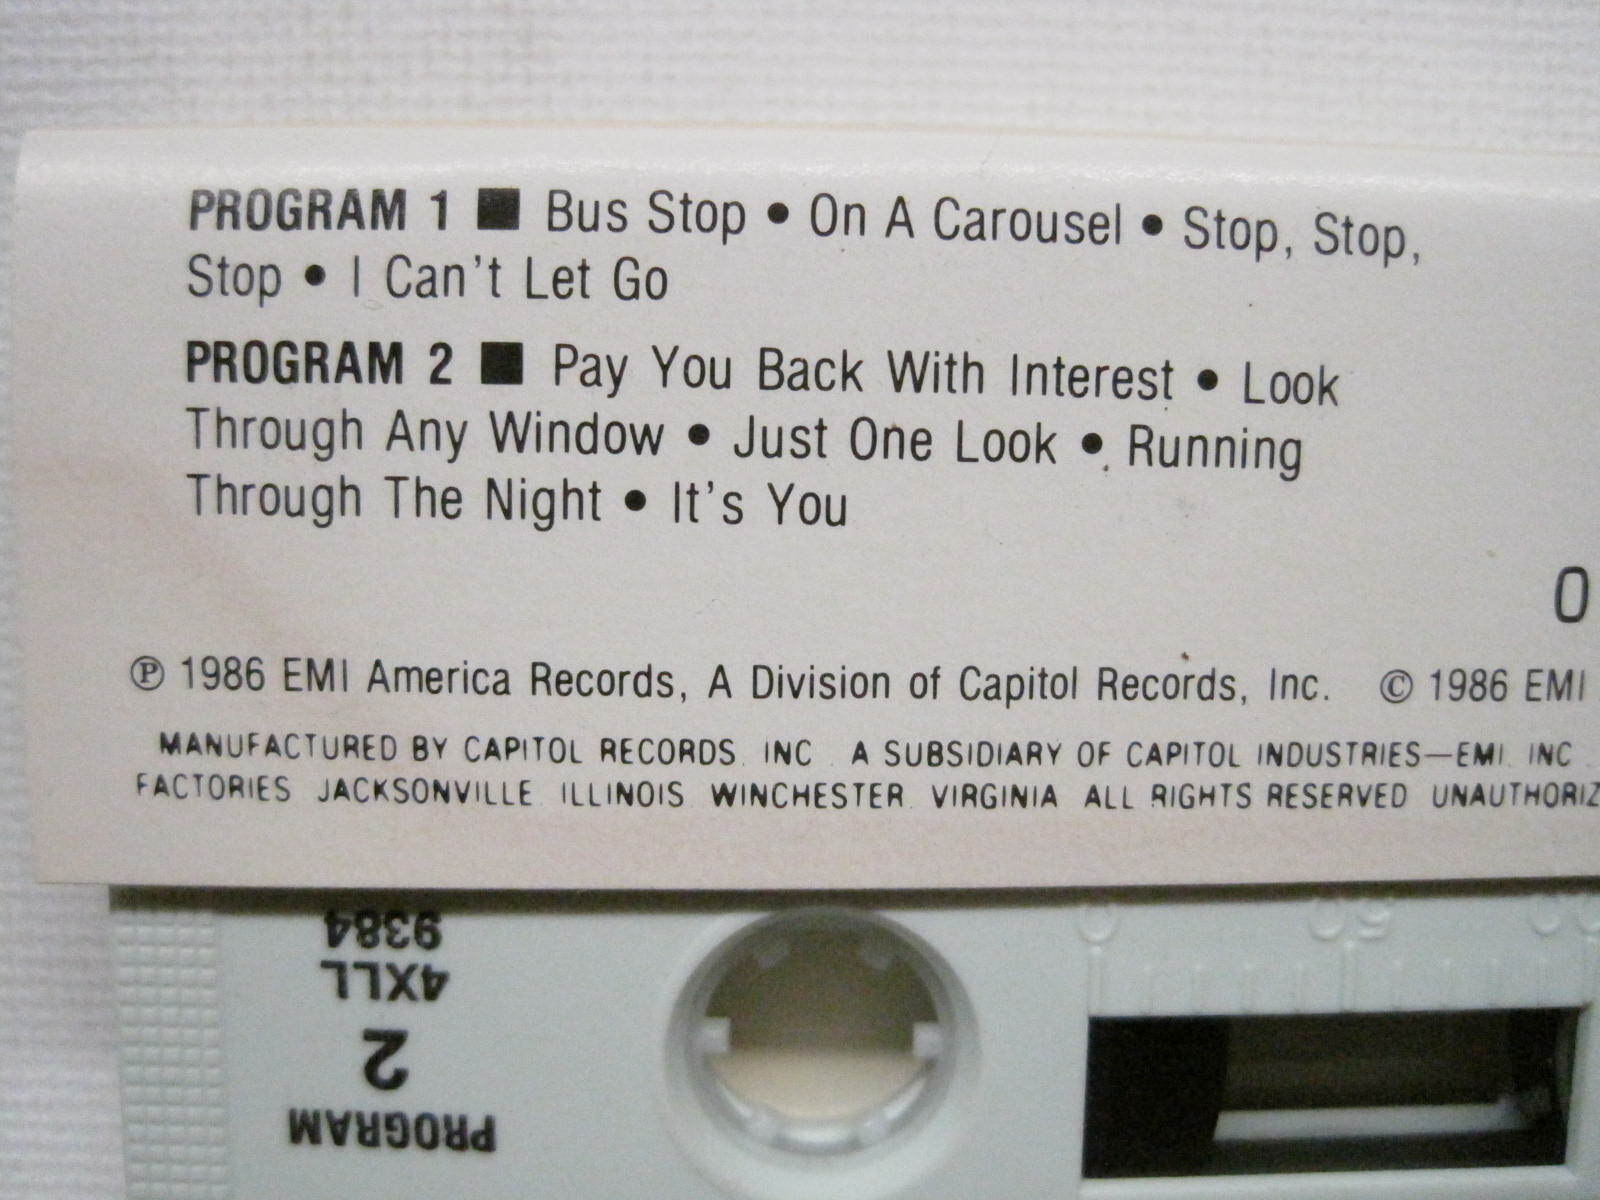 PROGRAM 1 ■ Bus Stop • On A Carousel • Stop, Stop,
Stop • I Can't Let Go
PROGRAM 2 ■ Pay You Back With Interest • Look
Through Any Window • Just One Look • Running
Through The Night • It's You
0
℗ 1986 EMI America Records, A Division of Capitol Records, Inc. © 1986 EMI
MANUFACTURED BY CAPITOL RECORDS, INC. A SUBSIDIARY OF CAPITOL INDUSTRIES—EMI, INC.
FACTORIES JACKSONVILLE ILLINOIS WINCHESTER VIRGINIA ALL RIGHTS RESERVED UNAUTHORIZ
PROGRAM
2
4XLL
9384
50